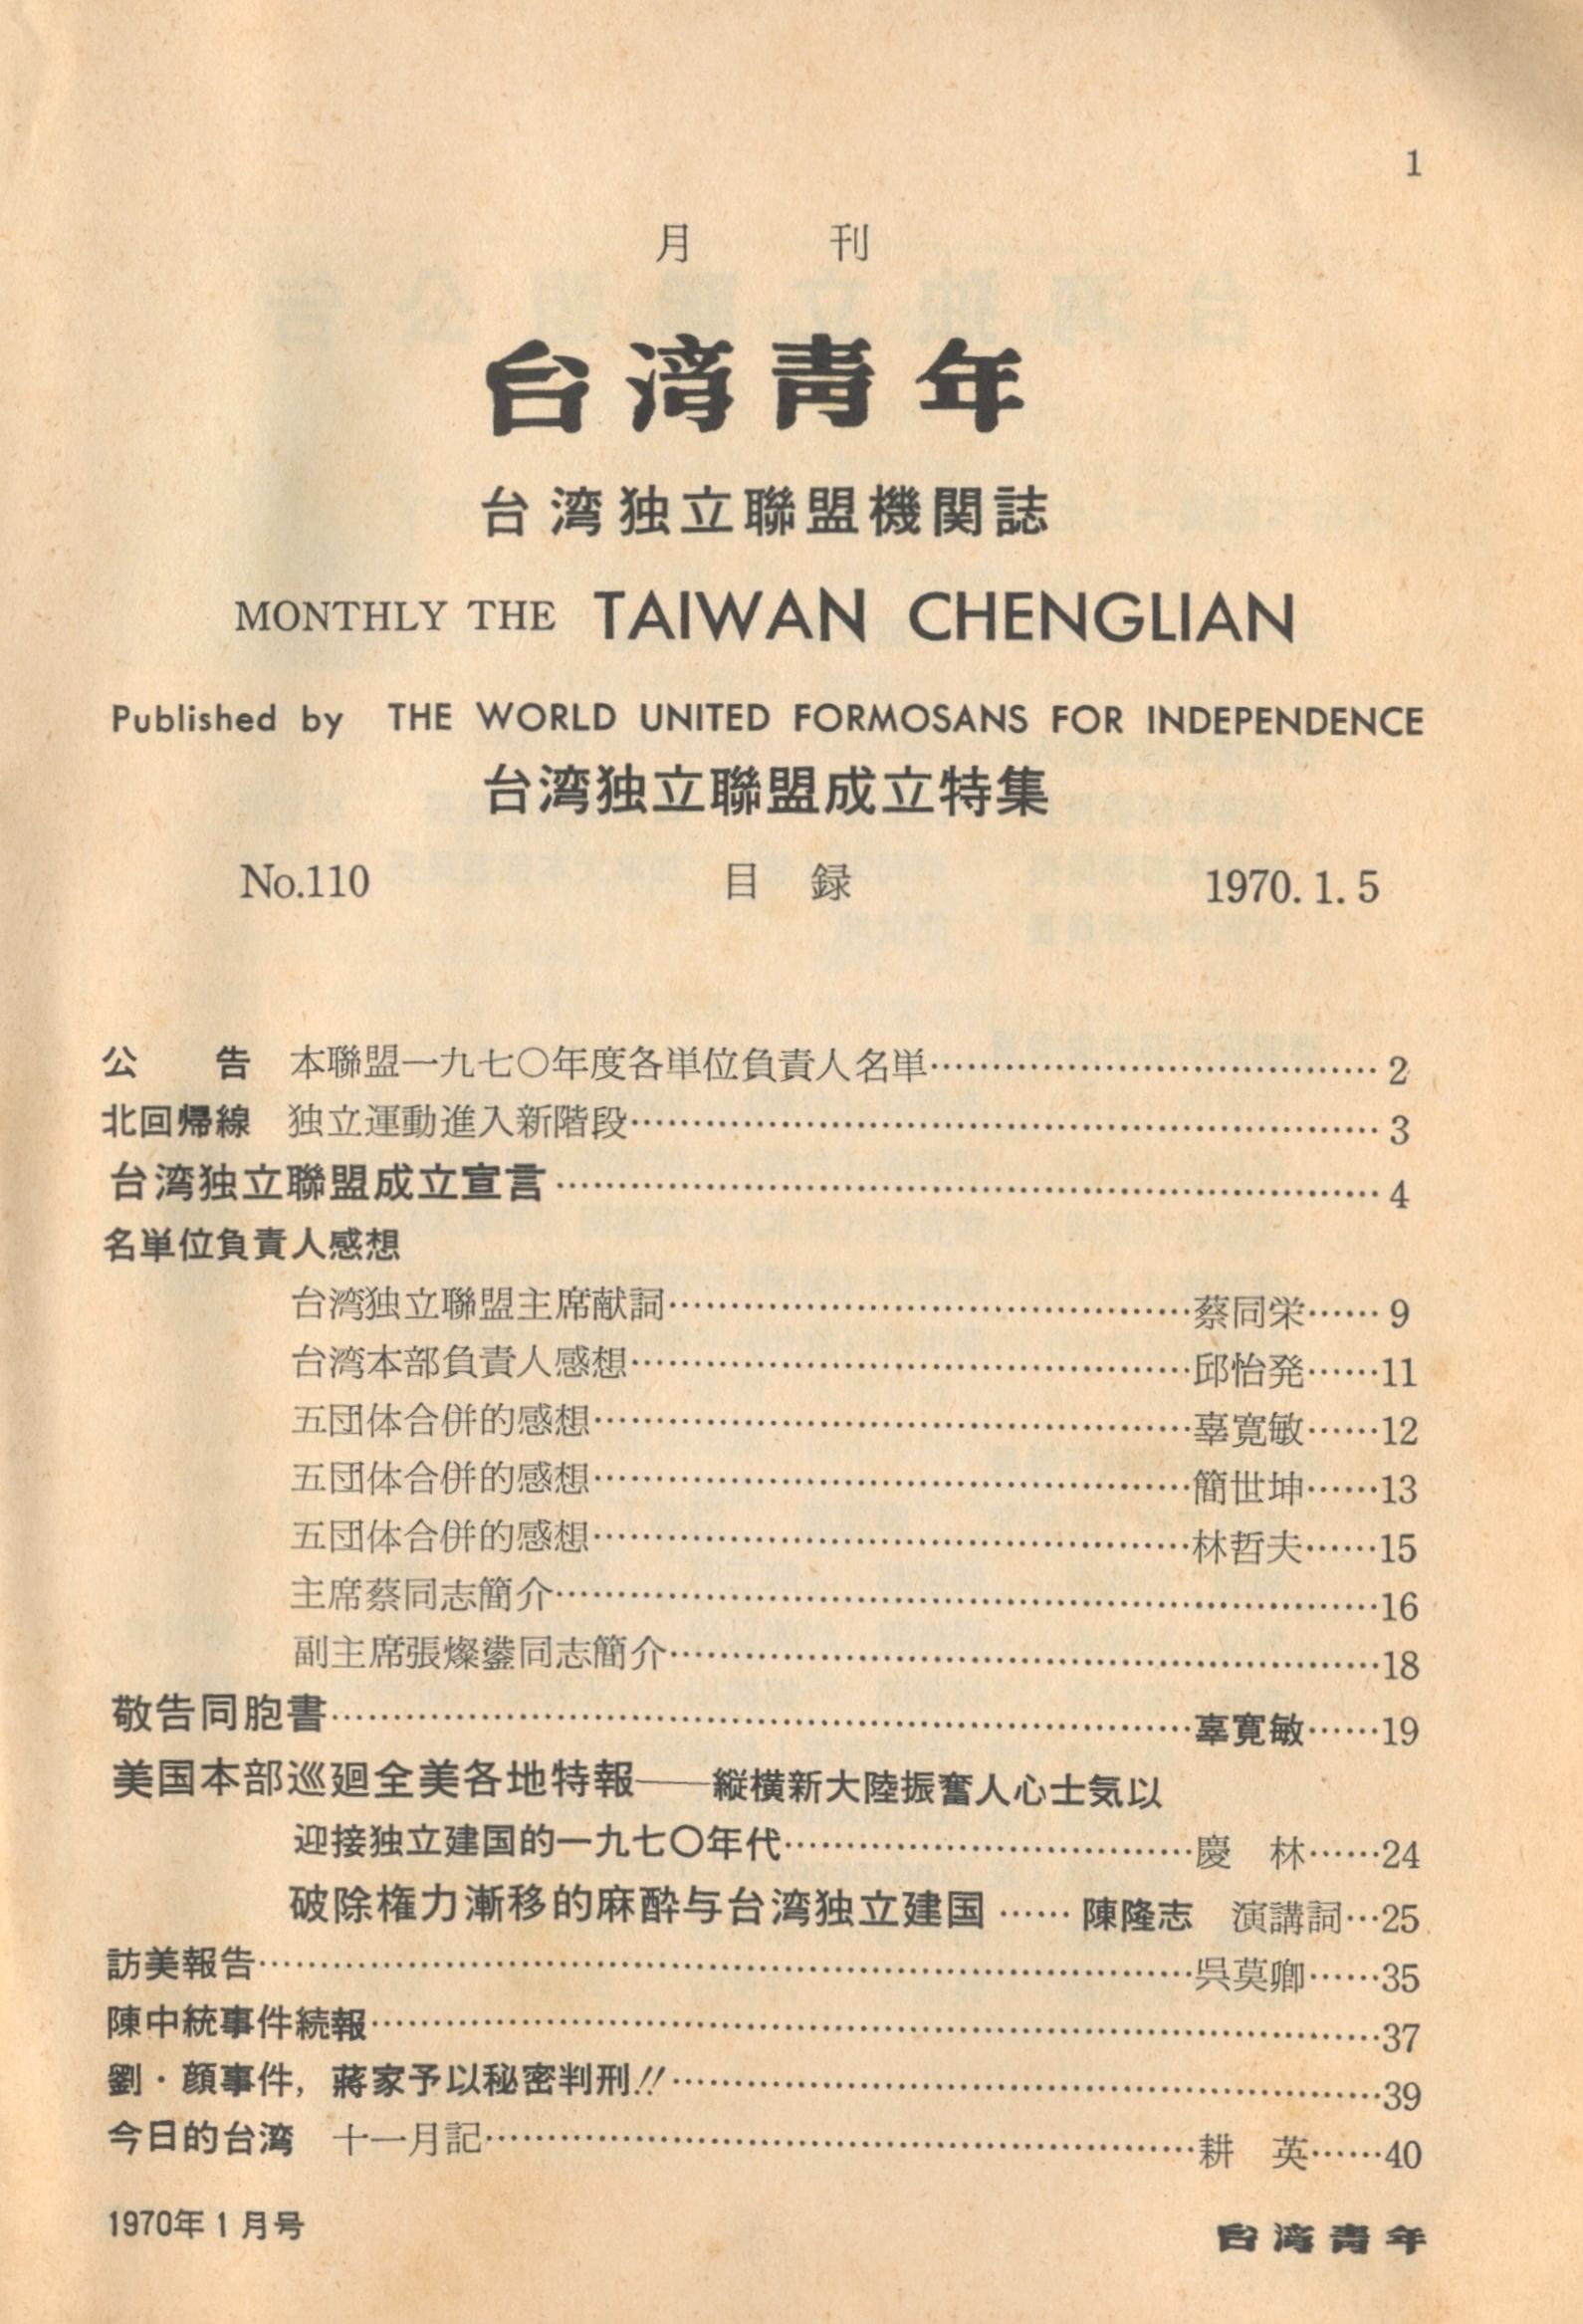 1
月　刊
台湾青年
台湾独立聯盟機関誌
MONTHLY THE TAIWAN CHENGLIAN
Published by THE WORLD UNITED FORMOSANS FOR INDEPENDENCE
台湾独立聯盟成立特集
No.110　目　録　1970. 1. 5
公　告　本聯盟一九七〇年度各単位負責人名単…………2
北回帰線　独立運動進入新階段…………3
台湾独立聯盟成立宣言…………4
名単位負責人感想
台湾独立聯盟主席献詞…………蔡同栄……9
台湾本部負責人感想…………邱怡発……11
五団体合併的感想…………辜寛敏……12
五団体合併的感想…………簡世坤……13
五団体合併的感想…………林哲夫……15
主席蔡同志簡介…………16
副主席張燦鍙同志簡介…………18
敬告同胞書…………辜寛敏……19
美国本部巡廻全美各地特報——縦横新大陸振奮人心士気以
迎接独立建国的一九七〇年代…………慶　林……24
破除権力漸移的麻酔与台湾独立建国……陳隆志　演講詞…25
訪美報告…………呉莫卿……35
陳中統事件続報…………37
劉・顔事件，蔣家予以秘密判刑!!…………39
今日的台湾　十一月記…………耕　英……40
1970年1月号　台湾青年